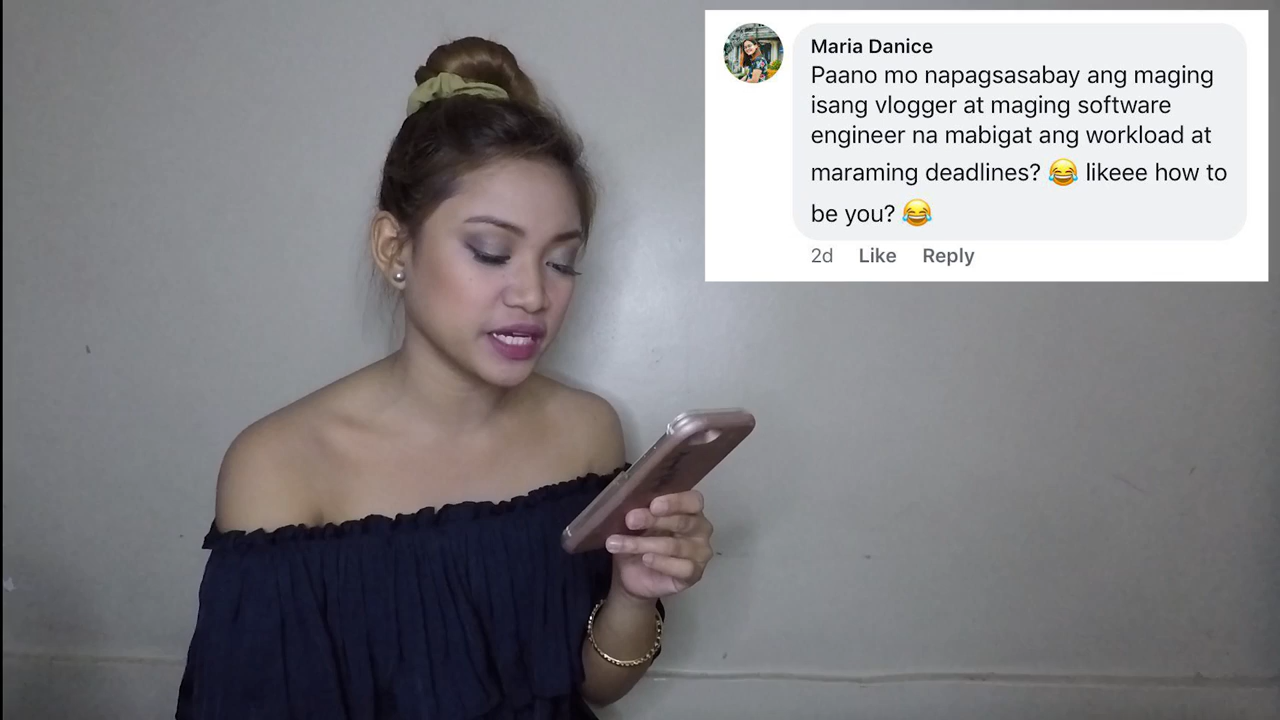 Maria Danice
Paano mo napagsasabay ang maging
isang vlogger at maging software
engineer na mabigat ang workload at
maraming deadlines? 😂 likeee how to
be you? 😂
2d Like Reply